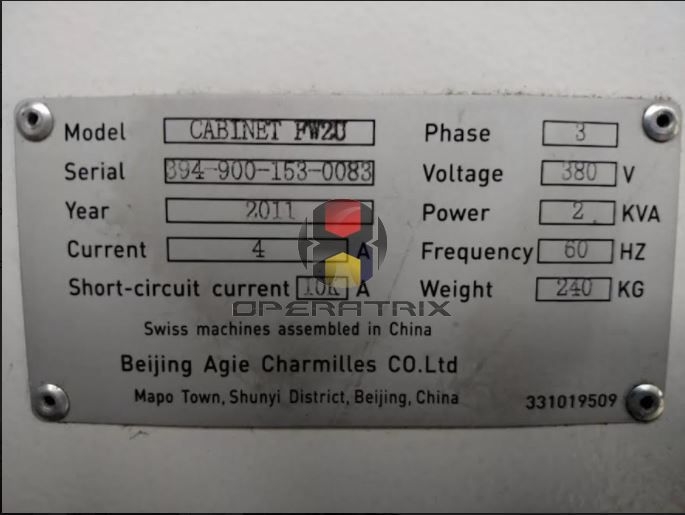 Model CABINET FW2U Phase 3
Serial 394-900-153-0083 Voltage 380 V
Year 2011 Power 2 KVA
Current 4 A Frequency 60 HZ
Short-circuit current 10K A Weight 240 KG
OPERATRIX
Swiss machines assembled in China
Beijing Agie Charmilles CO.Ltd
Mapo Town, Shunyi District, Beijing, China 331019509